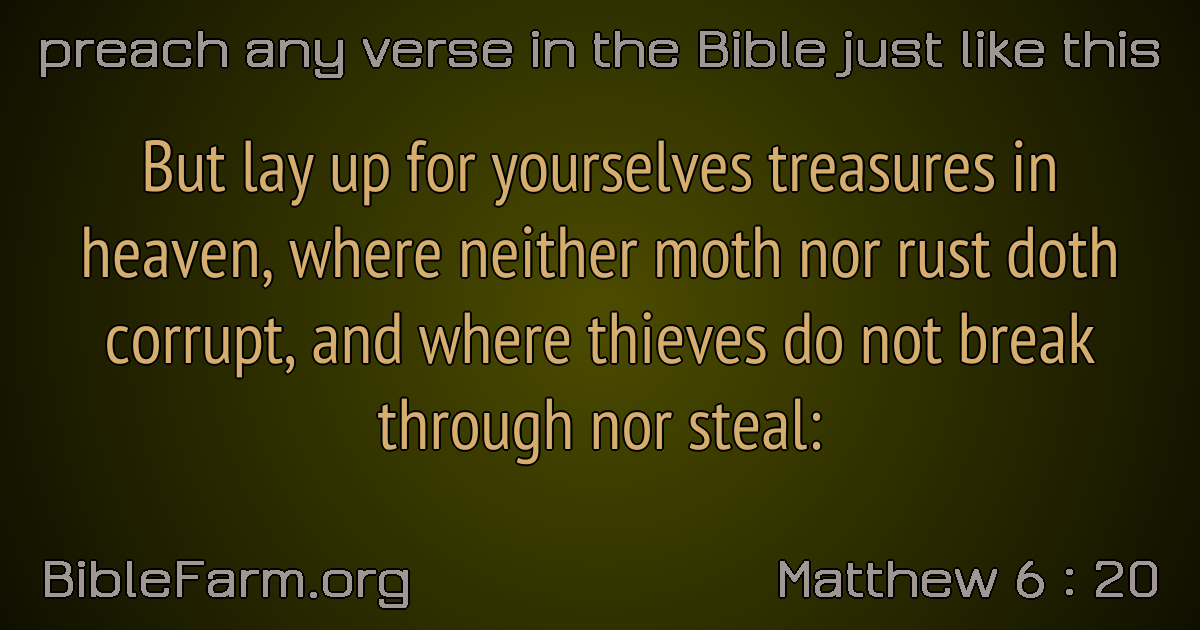 preach any verse in the Bible just like this
But lay up for yourselves treasures in
heaven, where neither moth nor rust doth
corrupt, and where thieves do not break
through nor steal:
BibleFarm.org
Matthew 6 : 20